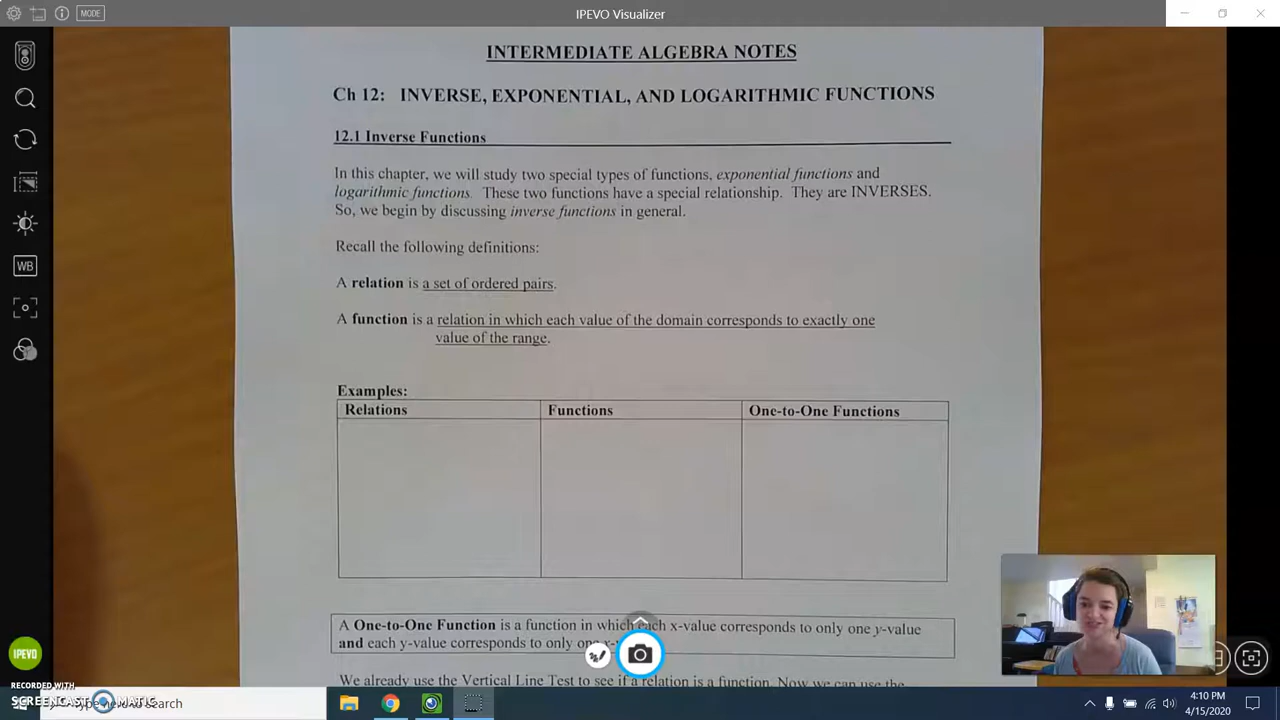 MODE
IPEVO Visualizer
INTERMEDIATE ALGEBRA NOTES
Ch 12: INVERSE, EXPONENTIAL, AND LOGARITHMIC FUNCTIONS
12.1 Inverse Functions
In this chapter, we will study two special types of functions, exponential functions and
logarithmic functions. These two functions have a special relationship. They are INVERSES.
So, we begin by discussing inverse functions in general.
Recall the following definitions:
A relation is a set of ordered pairs.
A function is a relation in which each value of the domain corresponds to exactly one
value of the range.
Examples:
Relations Functions One-to-One Functions
A One-to-One Function is a function in which each x-value corresponds to only one y-value
and each y-value corresponds to only one
We already use the Vertical Line Test to see if a relation is a function. Now we can use the
WB
IPEVO
RECORDED WITH
SCREENCAST MATIC
here to search
4:10 PM
4/15/2020